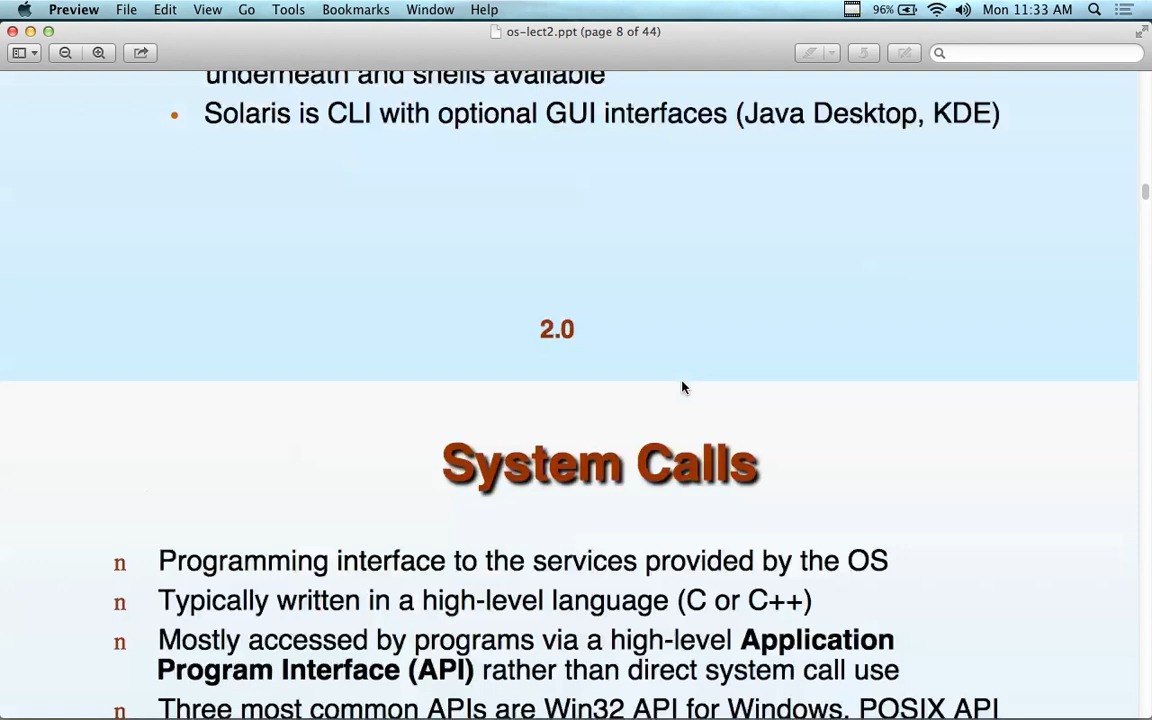 Preview File Edit View Go Tools Bookmarks Window Help 96% Mon 11:33 AM
os-lect2.ppt (page 8 of 44)
5
underneath and shells available
• Solaris is CLI with optional GUI interfaces (Java Desktop, KDE)
2.0
System Calls
n Programming interface to the services provided by the OS
n Typically written in a high-level language (C or C++)
n Mostly accessed by programs via a high-level Application
Program Interface (API) rather than direct system call use
n Three most common APIs are Win32 API for Windows, POSIX API